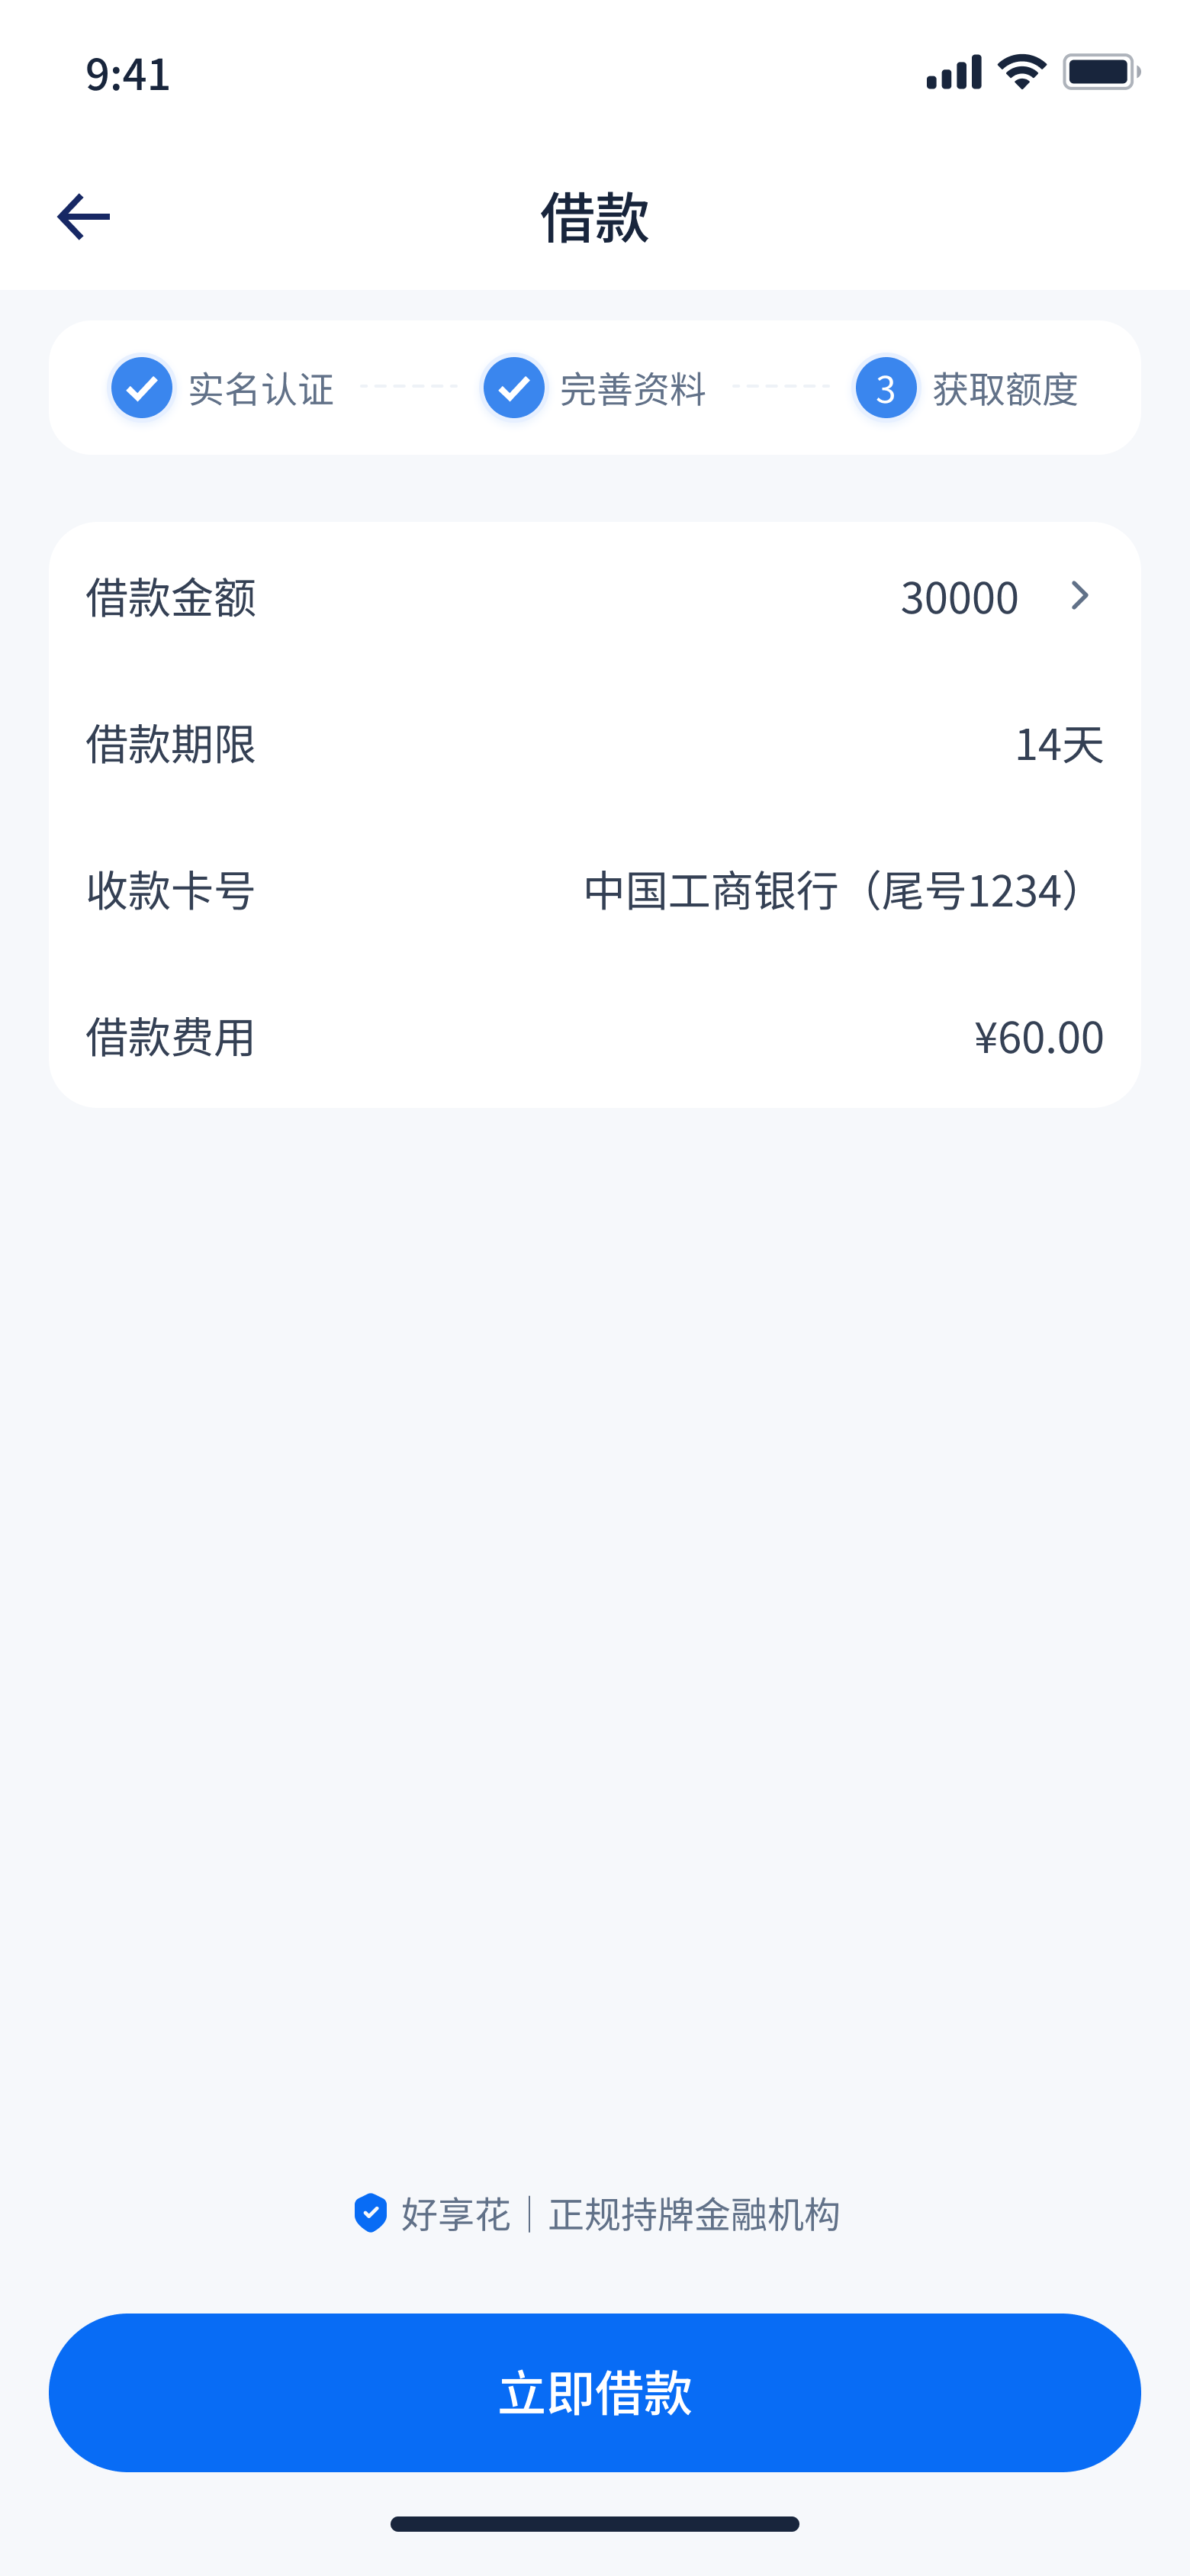 9:41
借款
实名认证 完善资料 3 获取额度
借款金额 30000
借款期限 14天
收款卡号 中国工商银行（尾号1234）
借款费用 ¥60.00
好享花｜正规持牌金融机构
立即借款